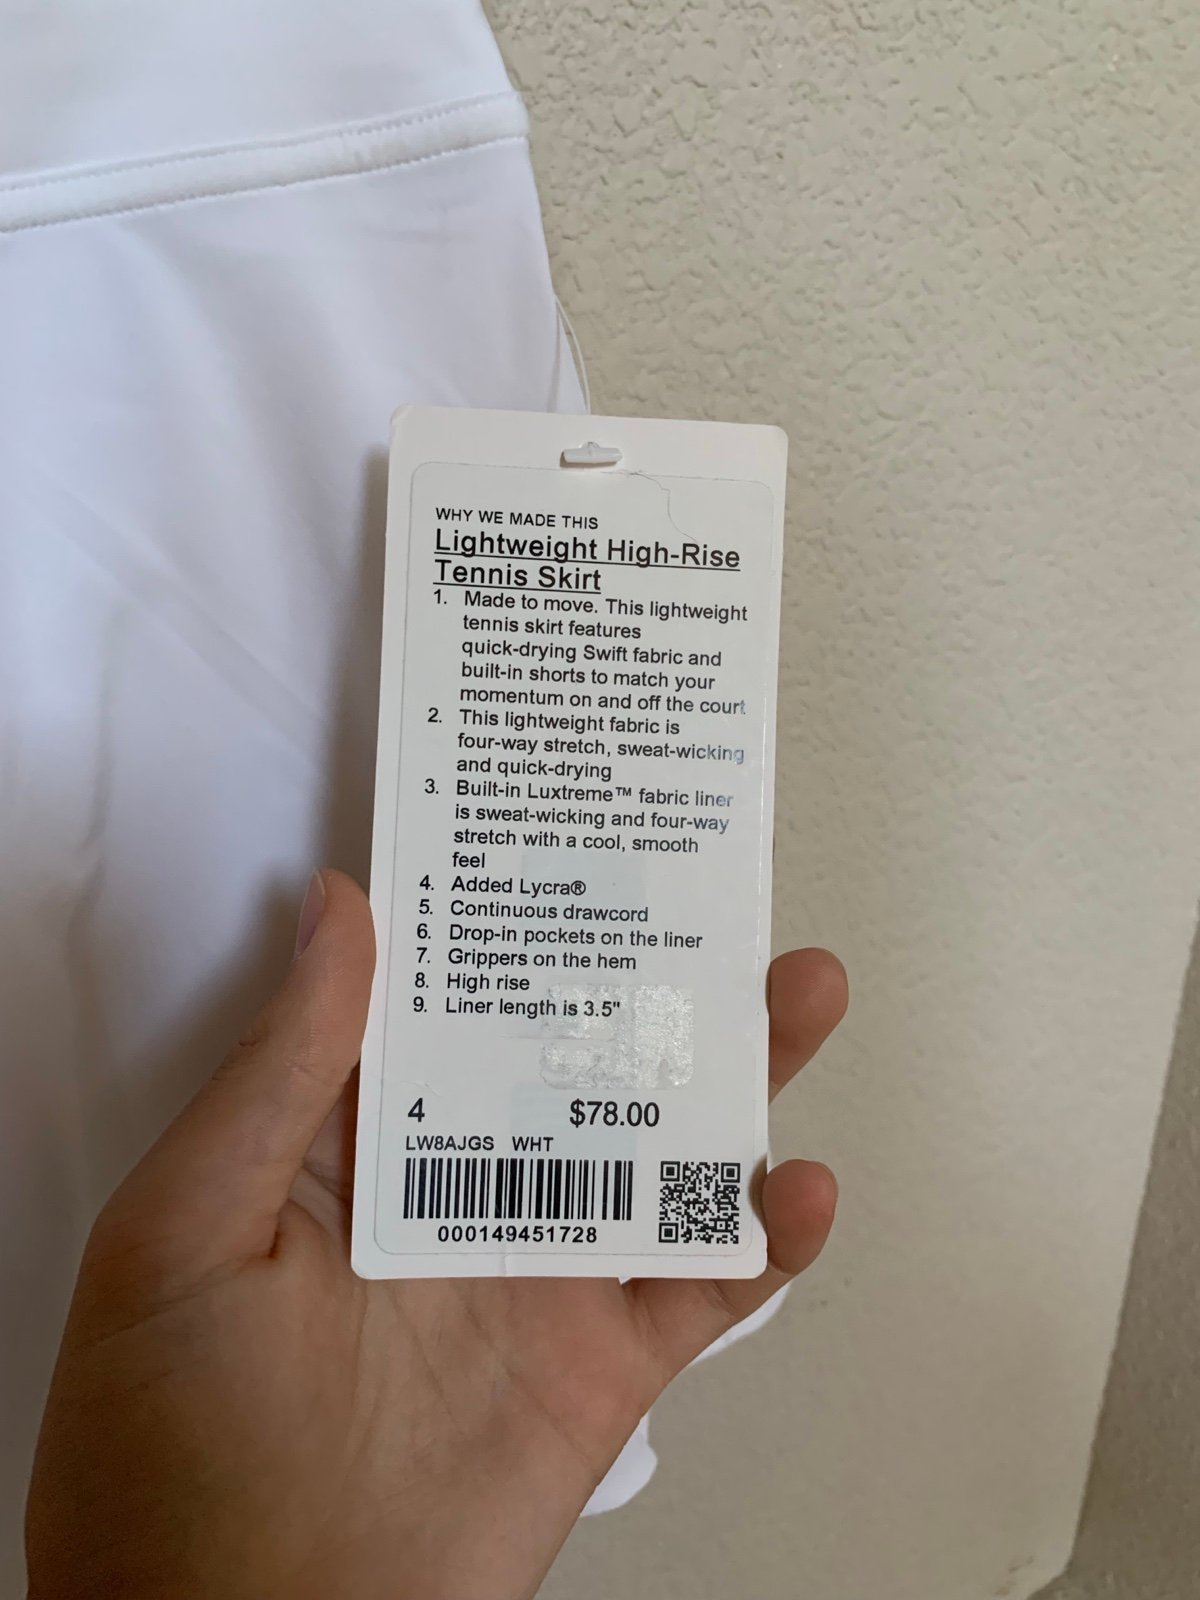 WHY WE MADE THIS
Lightweight High-Rise
Tennis Skirt
1. Made to move. This lightweight
tennis skirt features
quick-drying Swift fabric and
built-in shorts to match your
momentum on and off the court
2. This lightweight fabric is
four-way stretch, sweat-wicking
and quick-drying
3. Built-in Luxtreme™ fabric liner
is sweat-wicking and four-way
stretch with a cool, smooth
feel
4. Added Lycra®
5. Continuous drawcord
6. Drop-in pockets on the liner
7. Grippers on the hem
8. High rise
9. Liner length is 3.5"
4 $78.00
LW8AJGS WHT
000149451728